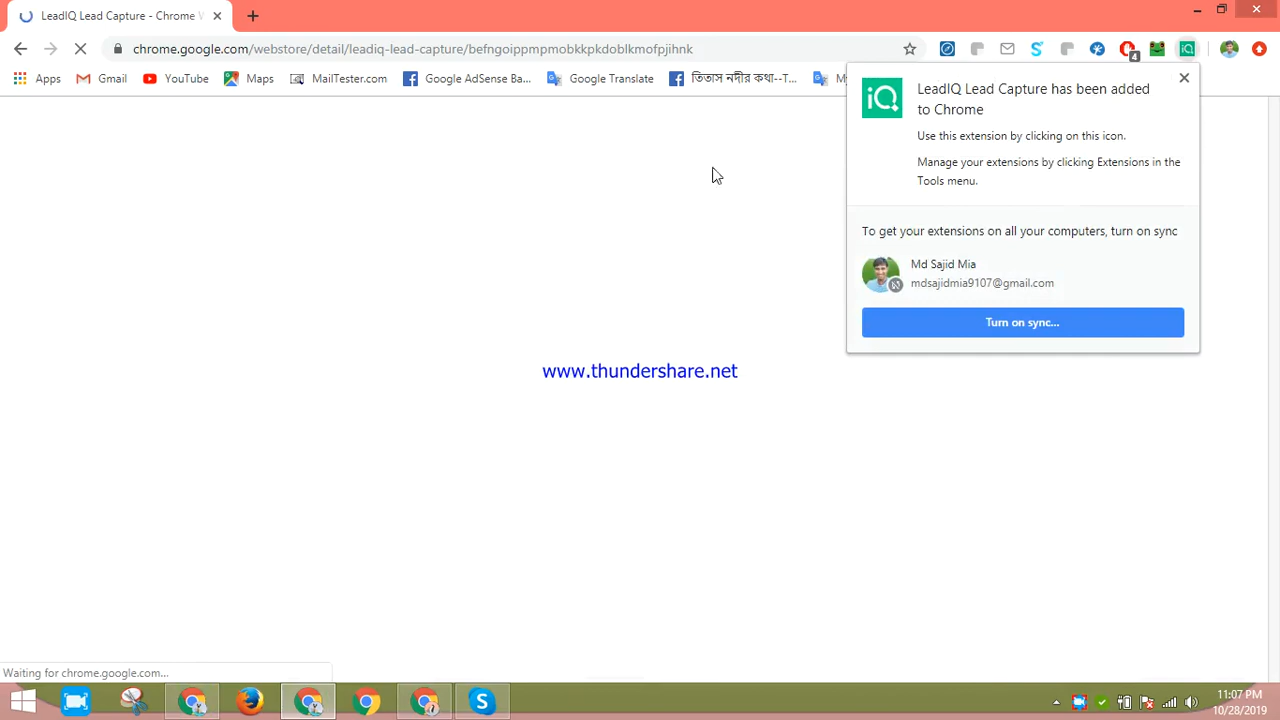 LeadIQ Lead Capture - Chrome W
chrome.google.com/webstore/detail/leadiq-lead-capture/befngoippmpmobkkpkdoblkmofpjihnk
4
Apps Gmail YouTube Maps MailTester.com Google AdSense Ba... Google Translate তিতাস নদীর কথা--T... My
iQ
LeadIQ Lead Capture has been added
to Chrome
Use this extension by clicking on this icon.
Manage your extensions by clicking Extensions in the
Tools menu.
To get your extensions on all your computers, turn on sync
Md Sajid Mia
mdsajidmia9107@gmail.com
Turn on sync...
www.thundershare.net
Waiting for chrome.google.com...
11:07 PM
10/28/2019